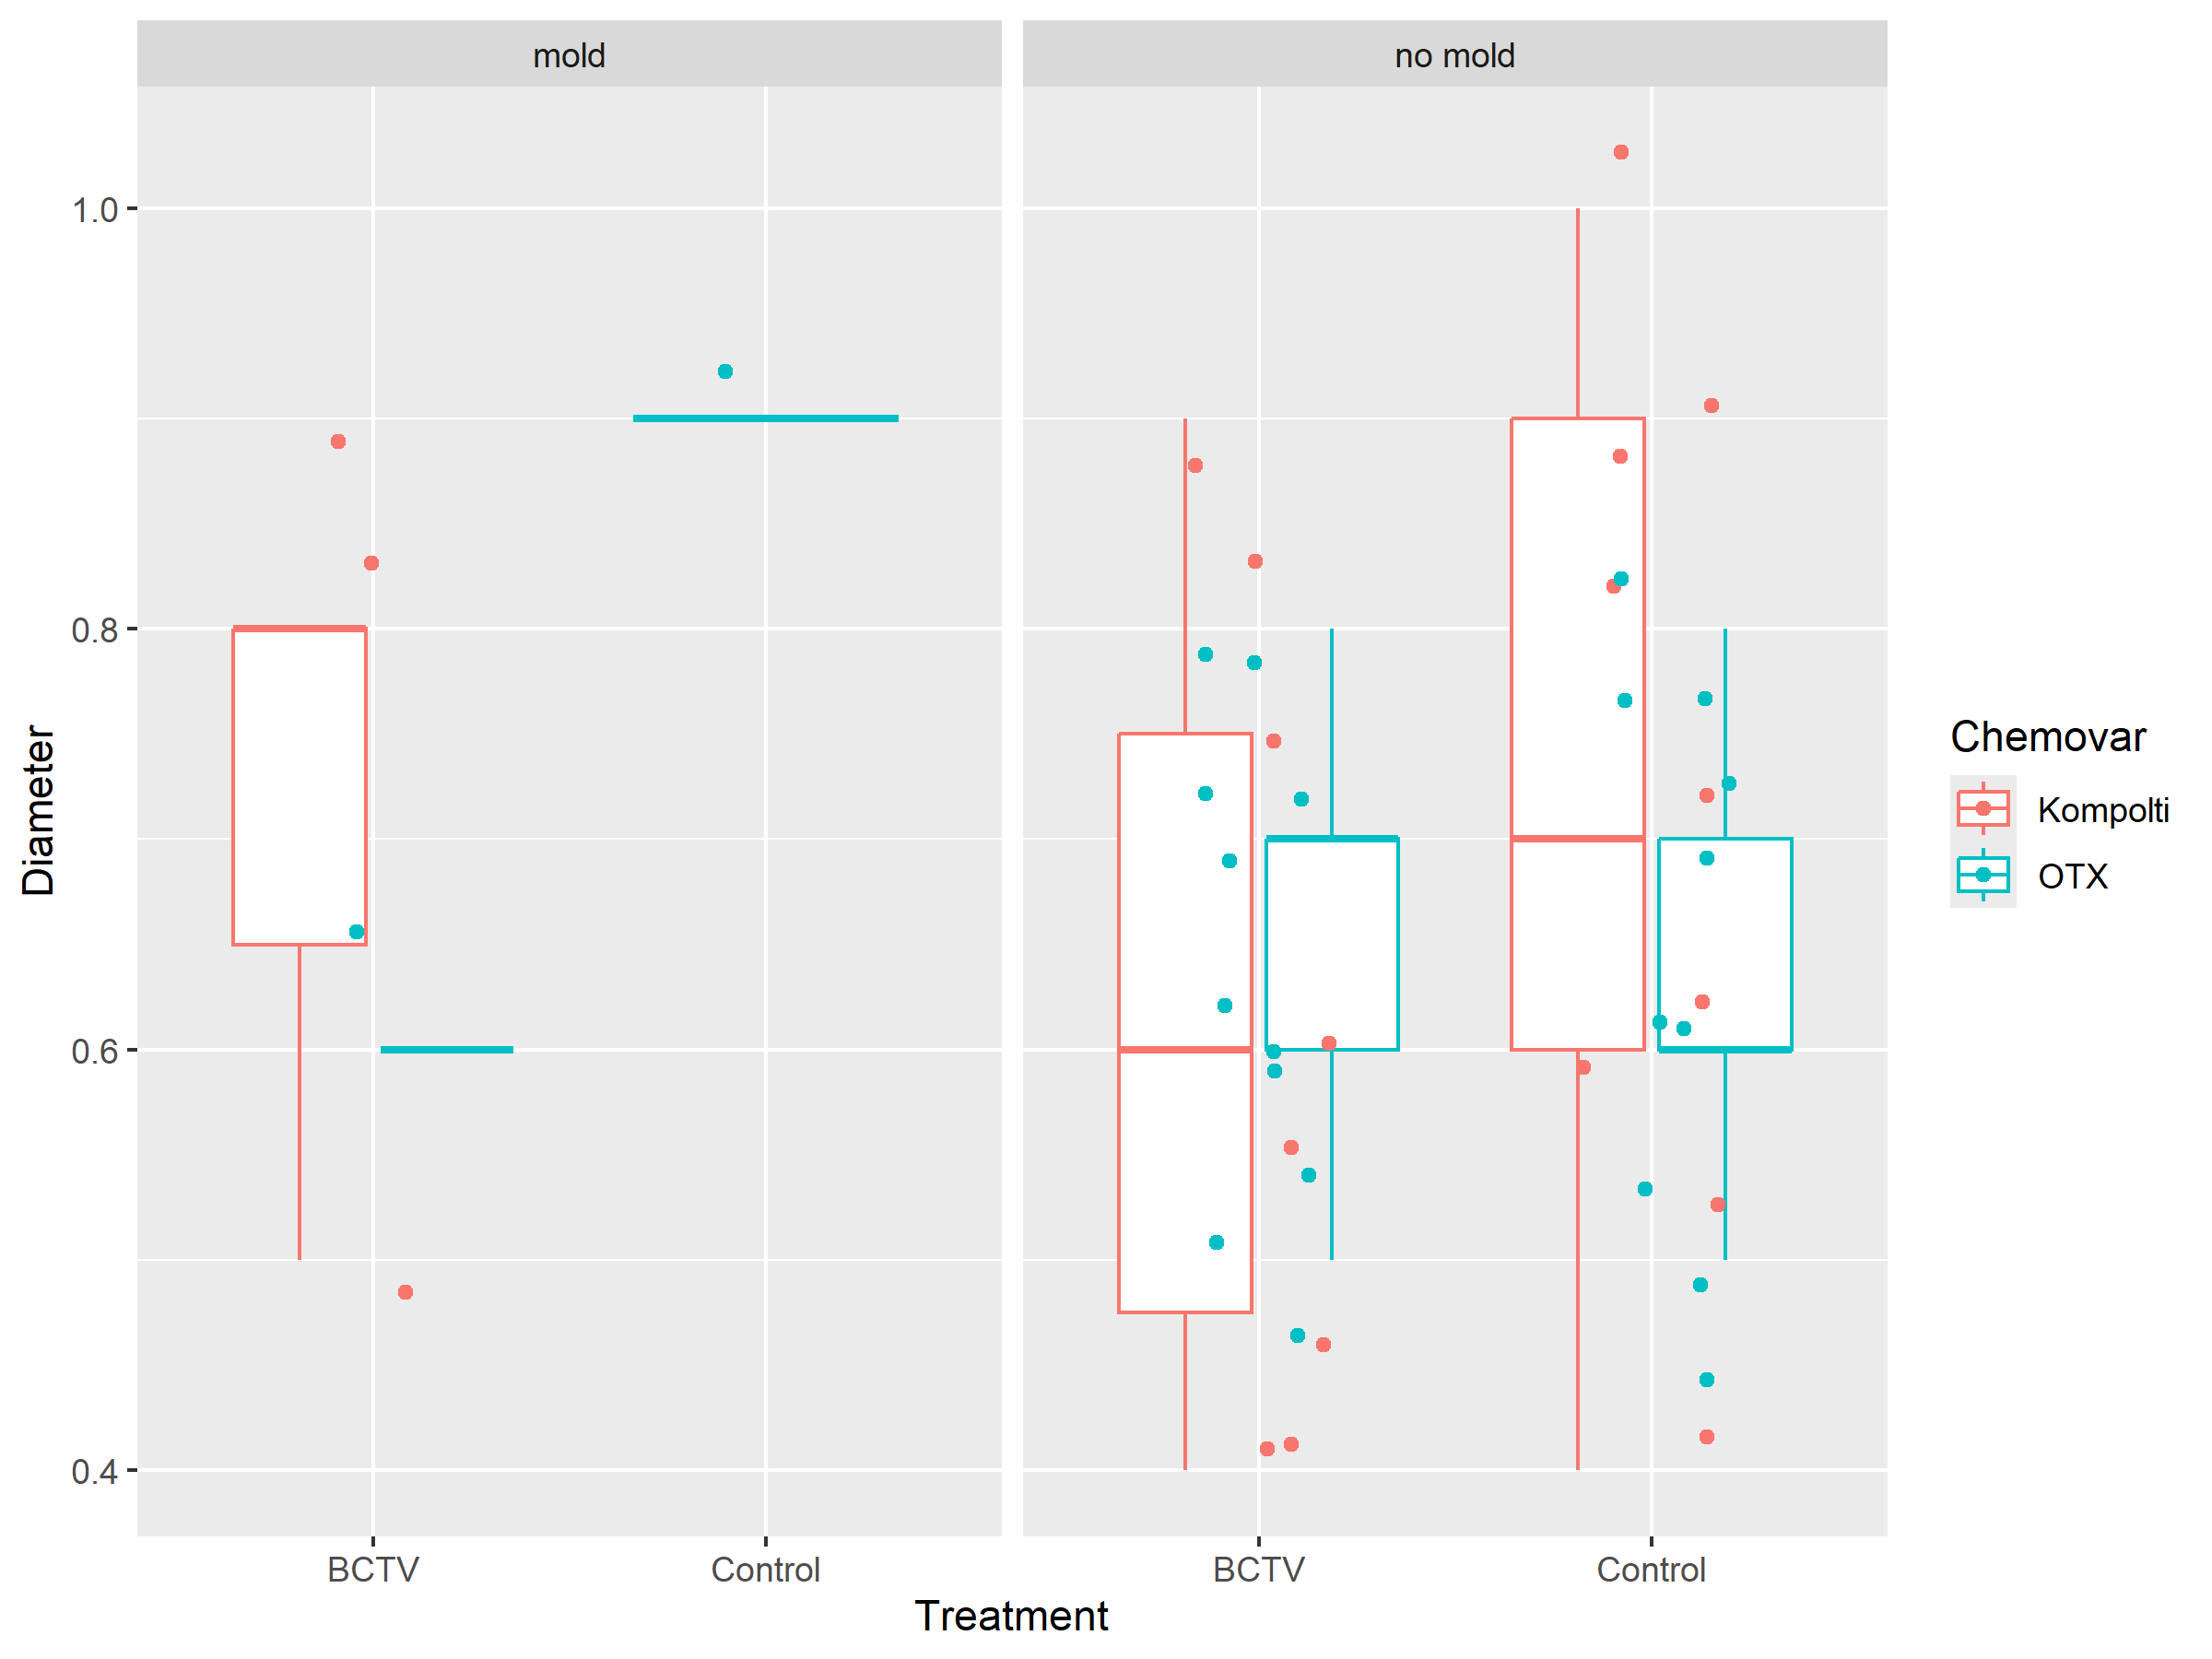 mold
no mold
1.0
0.8
0.6
0.4
Diameter
BCTV
Control
BCTV
Control
Treatment
Chemovar
Kompolti
OTX